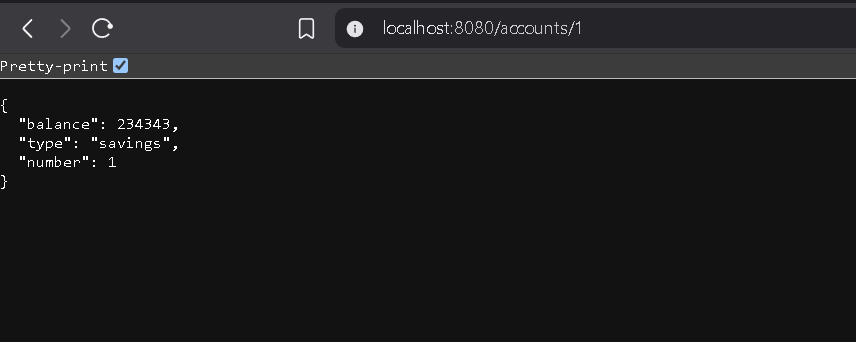 localhost:8080/accounts/1
Pretty-print
{
  "balance": 234343,
  "type": "savings",
  "number": 1
}